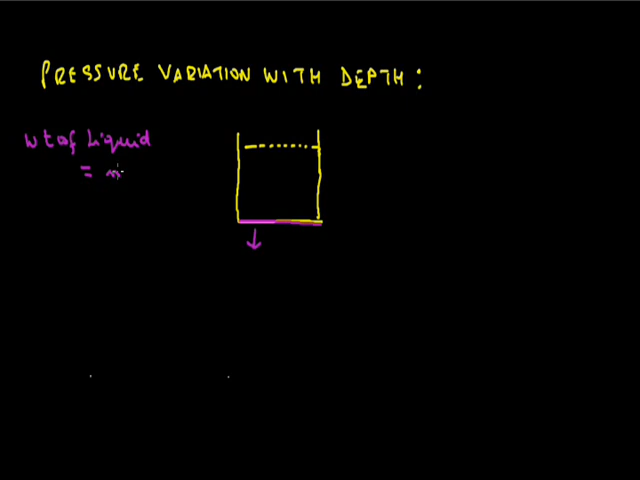 PRESSURE VARIATION WITH DEPTH:
wt of Liquid
= m